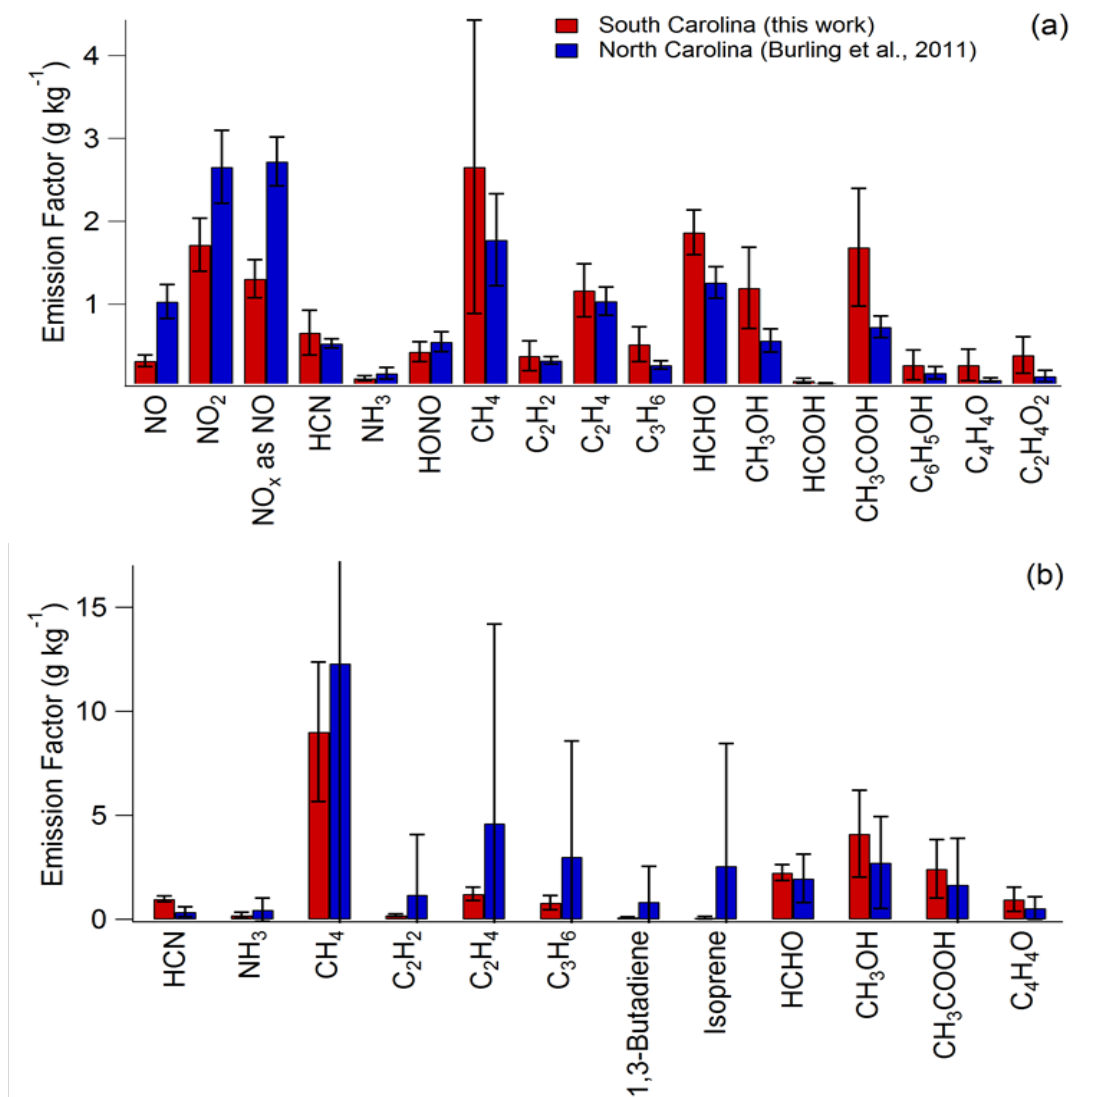 (a)
South Carolina (this work)
North Carolina (Burling et al., 2011)
Emission Factor (g kg⁻¹)
4
3
2
1
NO
NO₂
NOₓ as NO
HCN
NH₃
HONO
CH₄
C₂H₂
C₂H₄
C₃H₆
HCHO
CH₃OH
HCOOH
CH₃COOH
C₆H₅OH
C₄H₄O
C₂H₄O₂
(b)
Emission Factor (g kg⁻¹)
15
10
5
0
HCN
NH₃
CH₄
C₂H₂
C₂H₄
C₃H₆
1,3-Butadiene
Isoprene
HCHO
CH₃OH
CH₃COOH
C₄H₄O